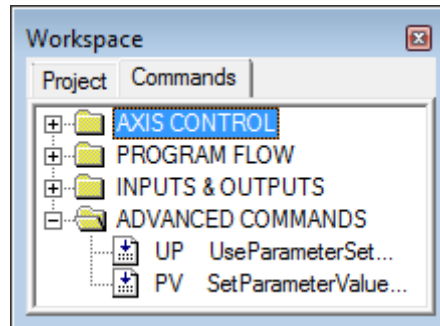 Workspace
Project Commands
AXIS CONTROL
PROGRAM FLOW
INPUTS & OUTPUTS
ADVANCED COMMANDS
UP UseParameterSet...
PV SetParameterValue...